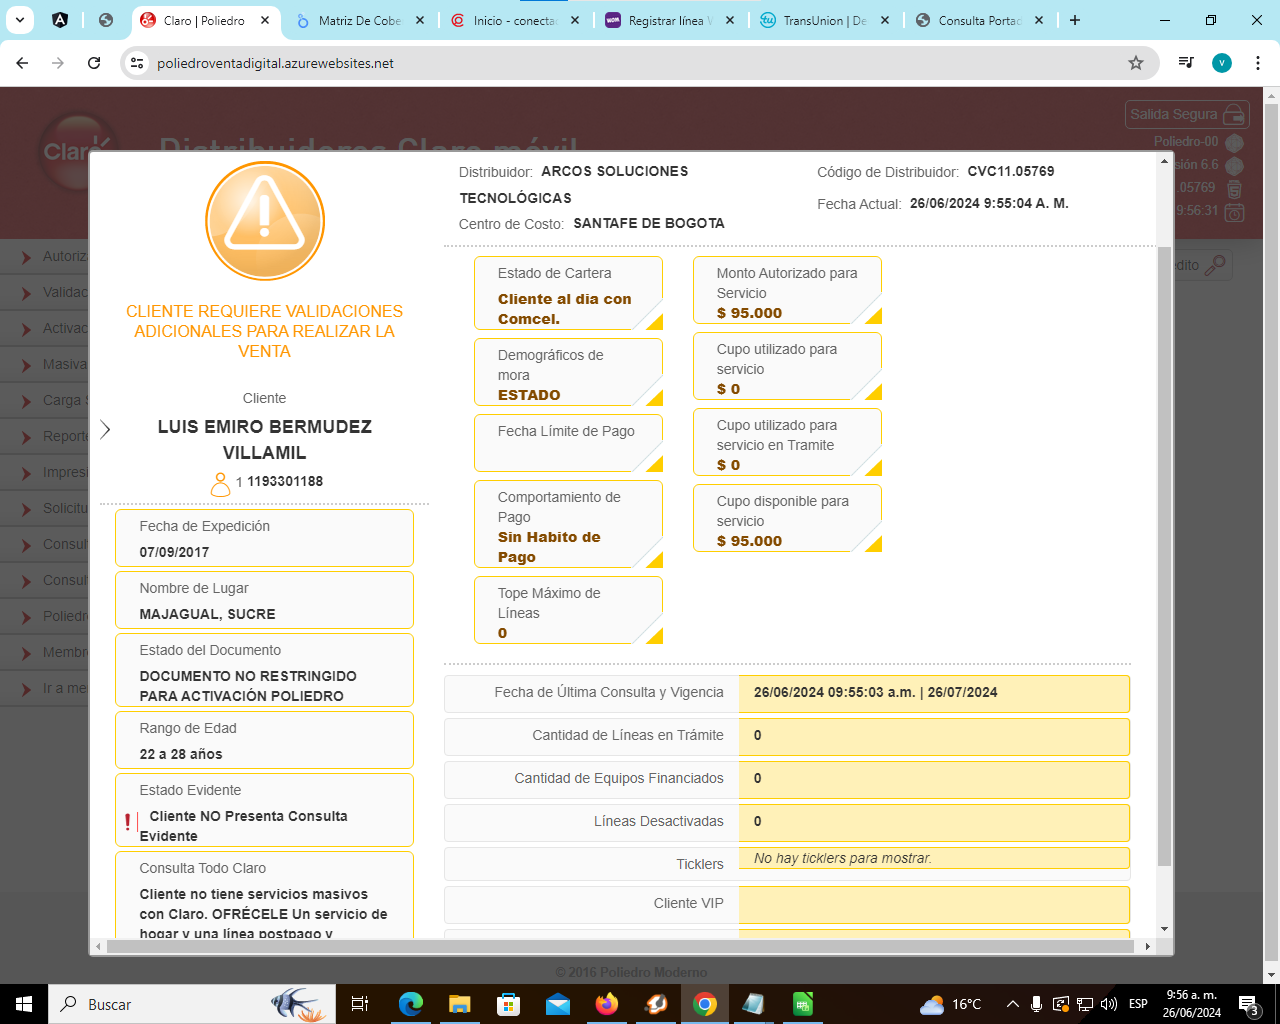 Claro | Poliedro
Matriz De Cobe
Inicio - conecta
Registrar línea
TransUnion | De
Consulta Porta
poliedroventadigital.azurewebsites.net
Salida Segura
Claro
Distribuidores Claro móvil
Poliedro-00
sión 6.6
.05769
9:56:31
Autoriz
Validac
Activac
Masiva
Carga
Reporte
Impresi
Solicitu
Consul
Consul
Poliedr
Membr
Ir a me
dito
CLIENTE REQUIERE VALIDACIONES
ADICIONALES PARA REALIZAR LA
VENTA
Cliente
LUIS EMIRO BERMUDEZ
VILLAMIL
1 1193301188
Fecha de Expedición
07/09/2017
Nombre de Lugar
MAJAGUAL, SUCRE
Estado del Documento
DOCUMENTO NO RESTRINGIDO
PARA ACTIVACIÓN POLIEDRO
Rango de Edad
22 a 28 años
Estado Evidente
Cliente NO Presenta Consulta
Evidente
Consulta Todo Claro
Cliente no tiene servicios masivos
con Claro. OFRÉCELE Un servicio de
hogar y una línea postpago y
Distribuidor: ARCOS SOLUCIONES
TECNOLÓGICAS
Centro de Costo: SANTAFE DE BOGOTA
Código de Distribuidor: CVC11.05769
Fecha Actual: 26/06/2024 9:55:04 A. M.
Estado de Cartera
Cliente al dia con
Comcel.
Demográficos de
mora
ESTADO
Fecha Límite de Pago
Comportamiento de
Pago
Sin Habito de
Pago
Tope Máximo de
Líneas
0
Monto Autorizado para
Servicio
$ 95.000
Cupo utilizado para
servicio
$ 0
Cupo utilizado para
servicio en Tramite
$ 0
Cupo disponible para
servicio
$ 95.000
Fecha de Última Consulta y Vigencia 26/06/2024 09:55:03 a.m. | 26/07/2024
Cantidad de Líneas en Trámite 0
Cantidad de Equipos Financiados 0
Líneas Desactivadas 0
Ticklers No hay ticklers para mostrar.
Cliente VIP
© 2016 Poliedro Moderno
Buscar
16°C
ESP
9:56 a. m.
26/06/2024
3